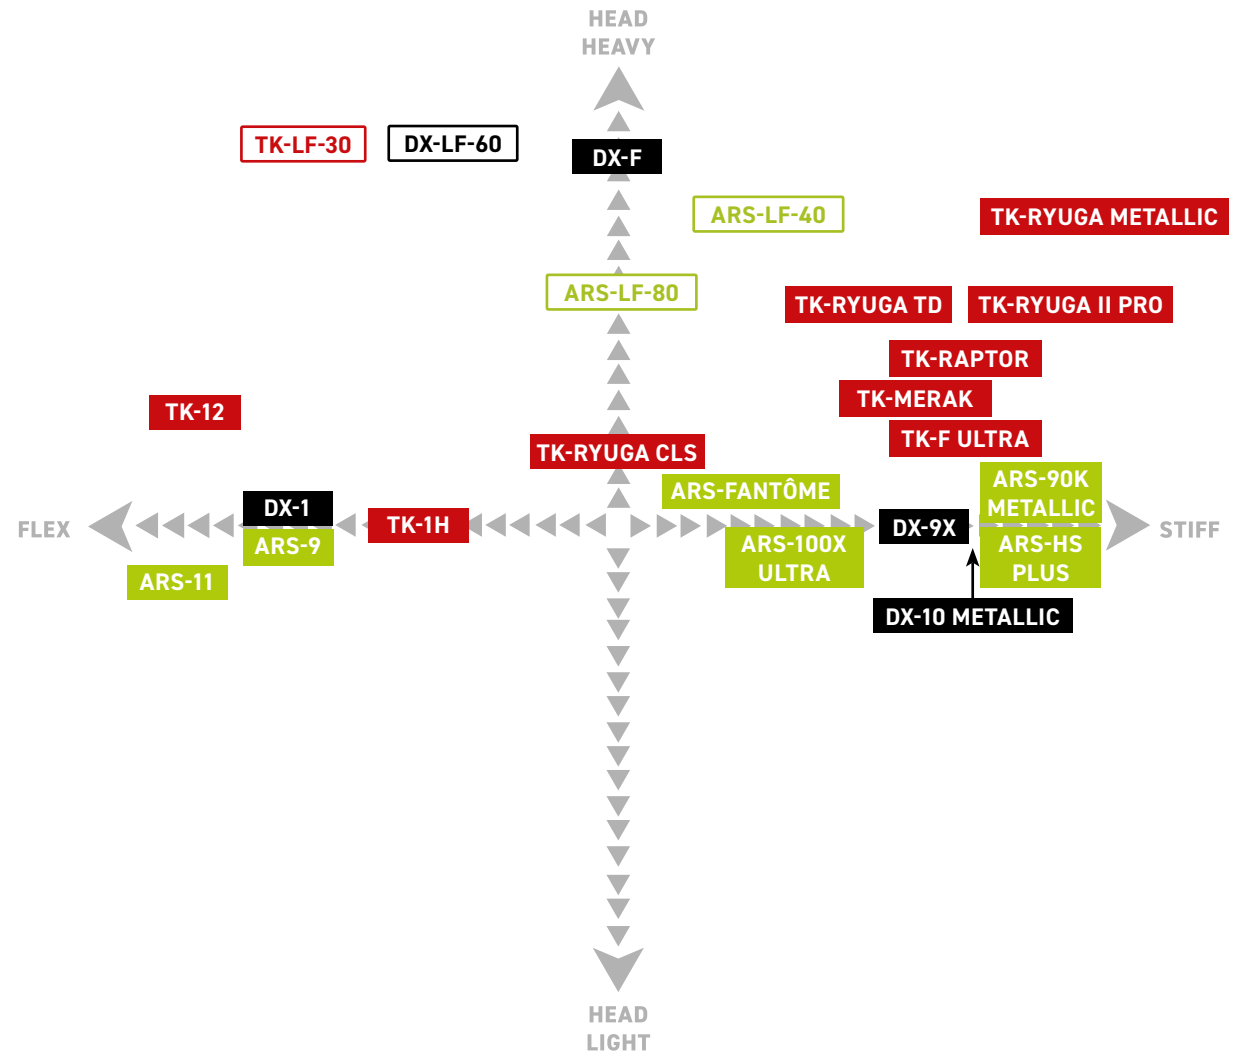 HEAD
HEAVY
TK-LF-30
DX-LF-60
DX-F
ARS-LF-40
TK-RYUGA METALLIC
ARS-LF-80
TK-RYUGA TD
TK-RYUGA II PRO
TK-RAPTOR
TK-MERAK
TK-12
TK-F ULTRA
TK-RYUGA CLS
ARS-FANTÔME
ARS-90K
METALLIC
FLEX
DX-1
TK-1H
DX-9X
STIFF
ARS-9
ARS-100X
ULTRA
ARS-HS
PLUS
ARS-11
DX-10 METALLIC
HEAD
LIGHT